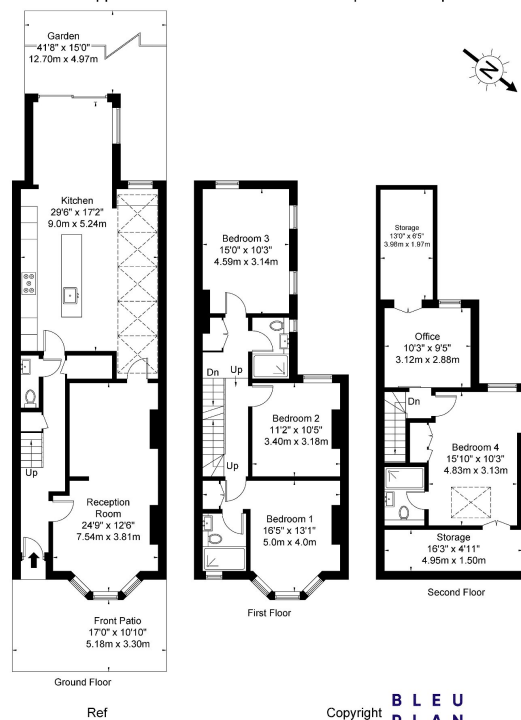 Garden
41'8" x 15'0"
12.70m x 4.97m
N
Kitchen
29'6" x 17'2"
9.0m x 5.24m
Up
Reception
Room
24'9" x 12'6"
7.54m x 3.81m
Front Patio
17'0" x 10'10"
5.18m x 3.30m
Ground Floor
Bedroom 3
15'0" x 10'3"
4.59m x 3.14m
Dn
Up
Bedroom 2
11'2" x 10'5"
3.40m x 3.18m
Up
Bedroom 1
16'5" x 13'1"
5.0m x 4.0m
First Floor
Storage
13'0" x 6'5"
3.98m x 1.97m
Office
10'3" x 9'5"
3.12m x 2.88m
Dn
Bedroom 4
15'10" x 10'3"
4.83m x 3.13m
Storage
16'3" x 4'11"
4.95m x 1.50m
Second Floor
Ref
Copyright
BLEU
PLAN